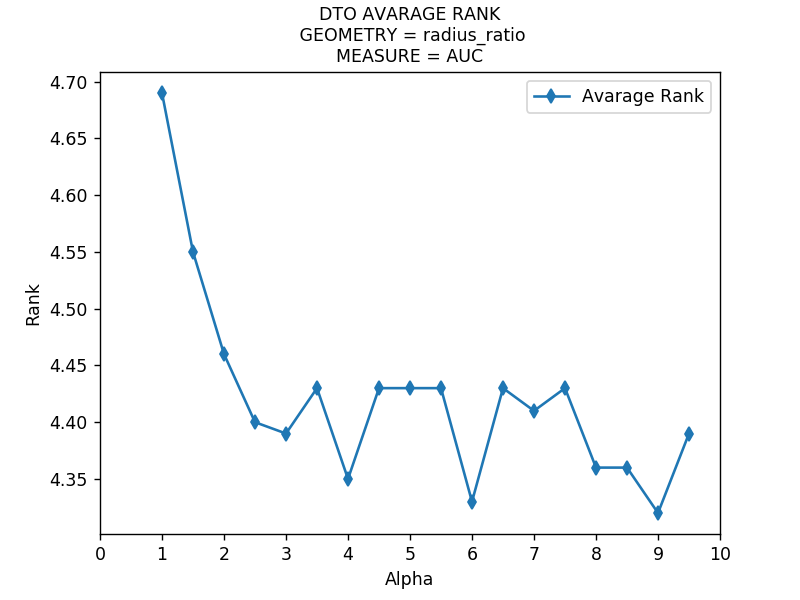 DTO AVARAGE RANK
GEOMETRY = radius_ratio
MEASURE = AUC
Avarage Rank
4.70
4.65
4.60
4.55
4.50
4.45
4.40
4.35
Rank
0 1 2 3 4 5 6 7 8 9 10
Alpha